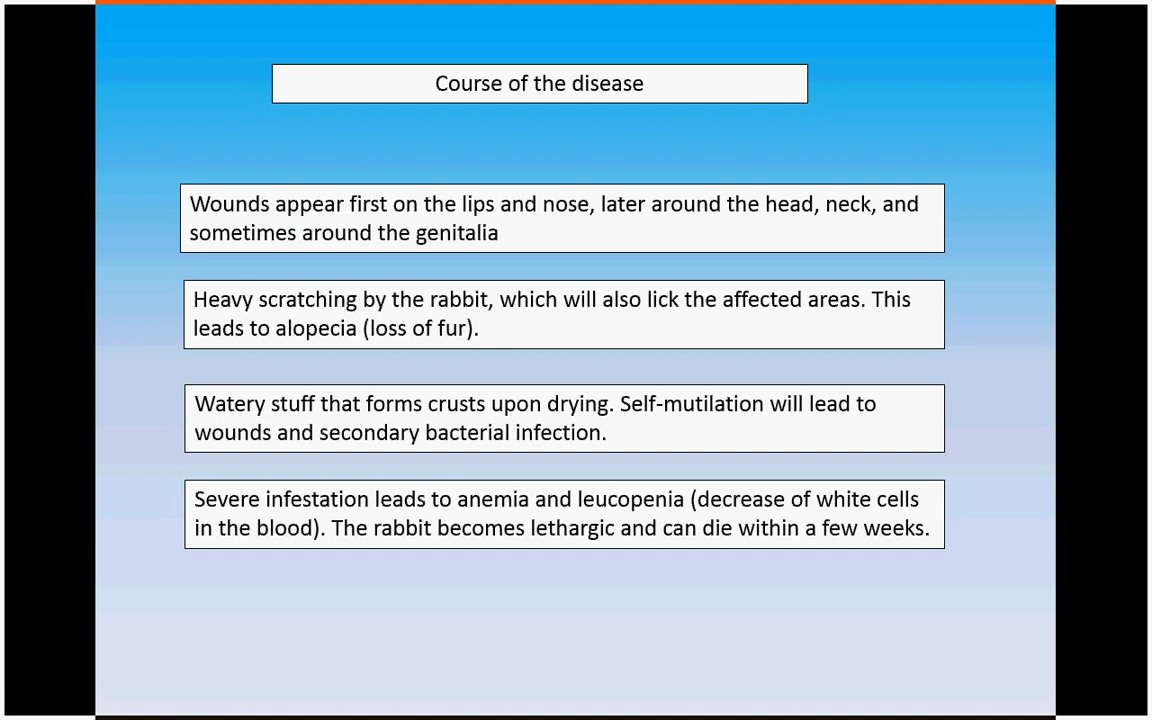 Course of the disease
Wounds appear first on the lips and nose, later around the head, neck, and
sometimes around the genitalia
Heavy scratching by the rabbit, which will also lick the affected areas. This
leads to alopecia (loss of fur).
Watery stuff that forms crusts upon drying. Self-mutilation will lead to
wounds and secondary bacterial infection.
Severe infestation leads to anemia and leucopenia (decrease of white cells
in the blood). The rabbit becomes lethargic and can die within a few weeks.